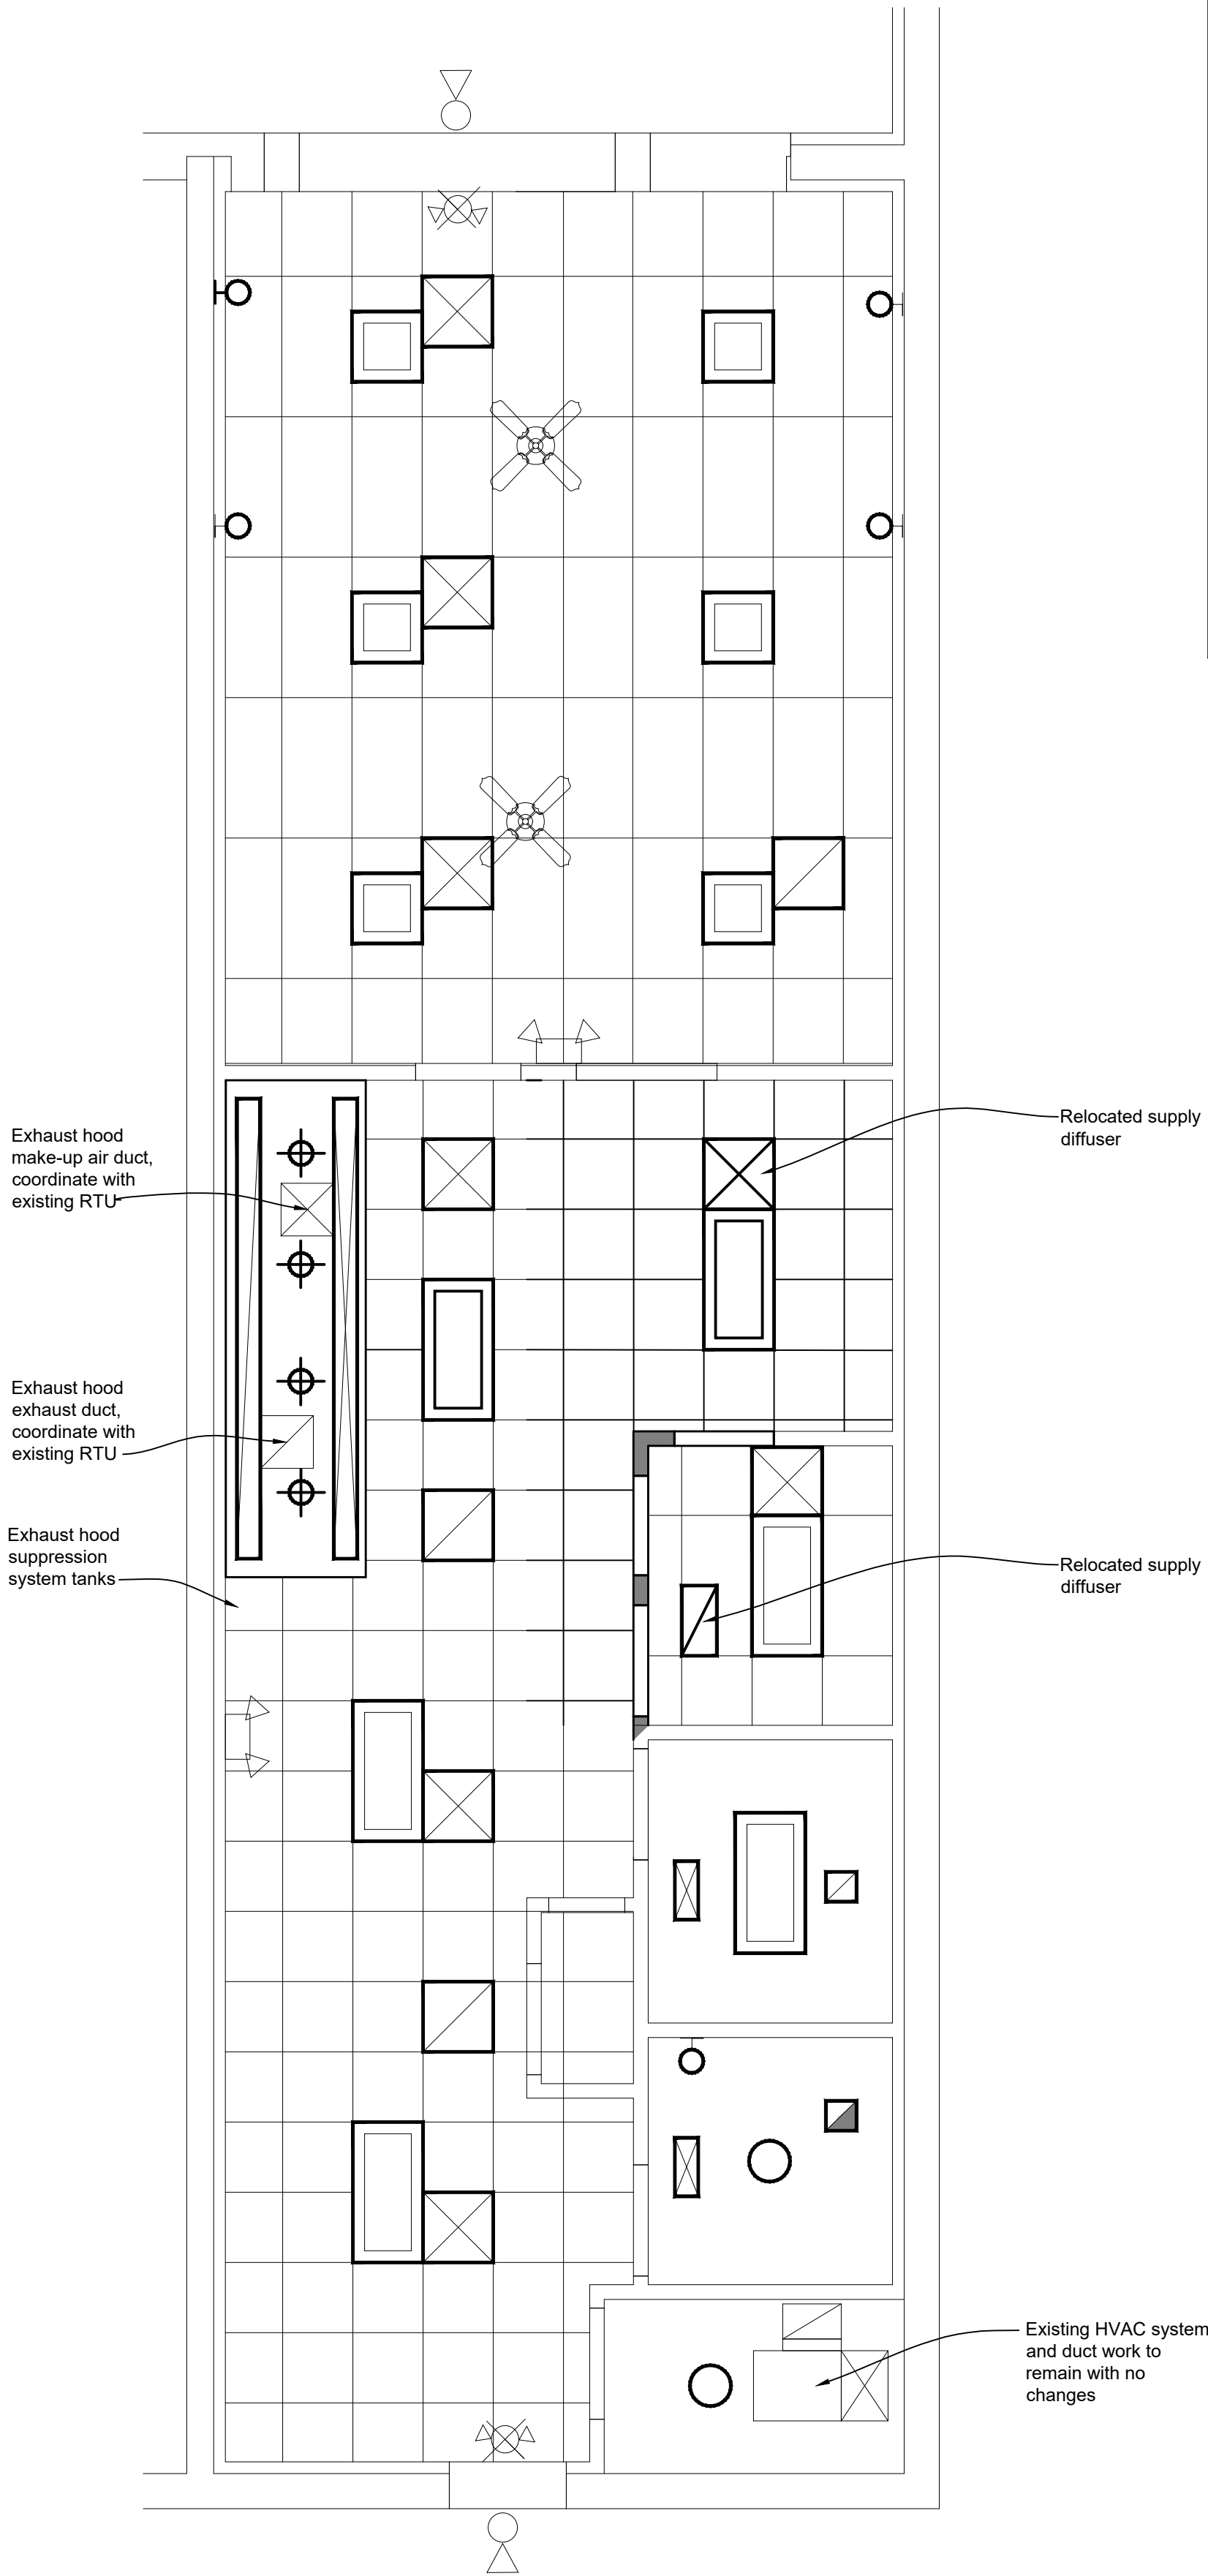 Exhaust hood
make-up air duct,
coordinate with
existing RTU
Relocated supply
diffuser
Exhaust hood
exhaust duct,
coordinate with
existing RTU
Exhaust hood
suppression
system tanks
Relocated supply
diffuser
Existing HVAC system
and duct work to
remain with no
changes